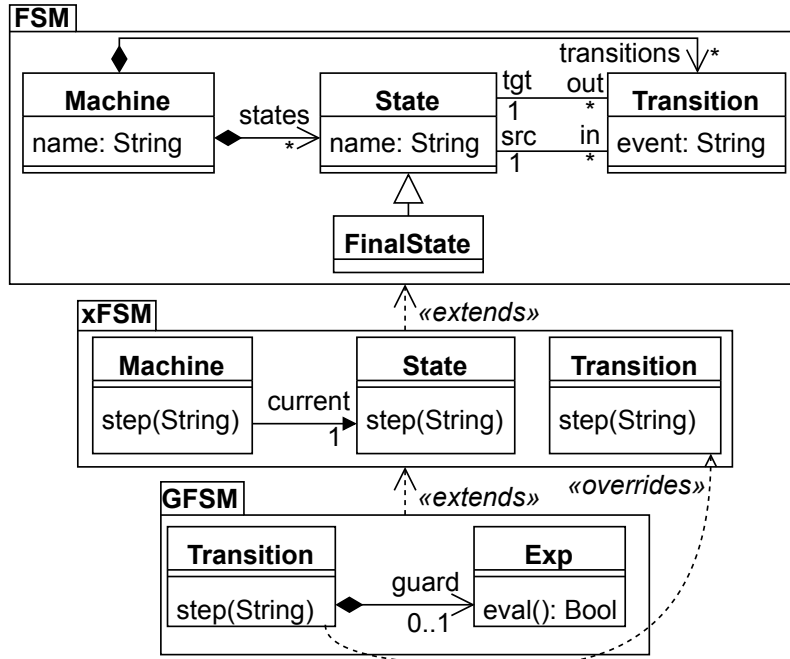 FSM
transitions
*
Machine
name: String
states
*
State
name: String
tgt
1
out
*
src
1
in
*
Transition
event: String
FinalState
«extends»
xFSM
Machine
step(String)
current
1
State
step(String)
Transition
step(String)
«extends»
«overrides»
GFSM
Transition
step(String)
guard
0..1
Exp
eval(): Bool